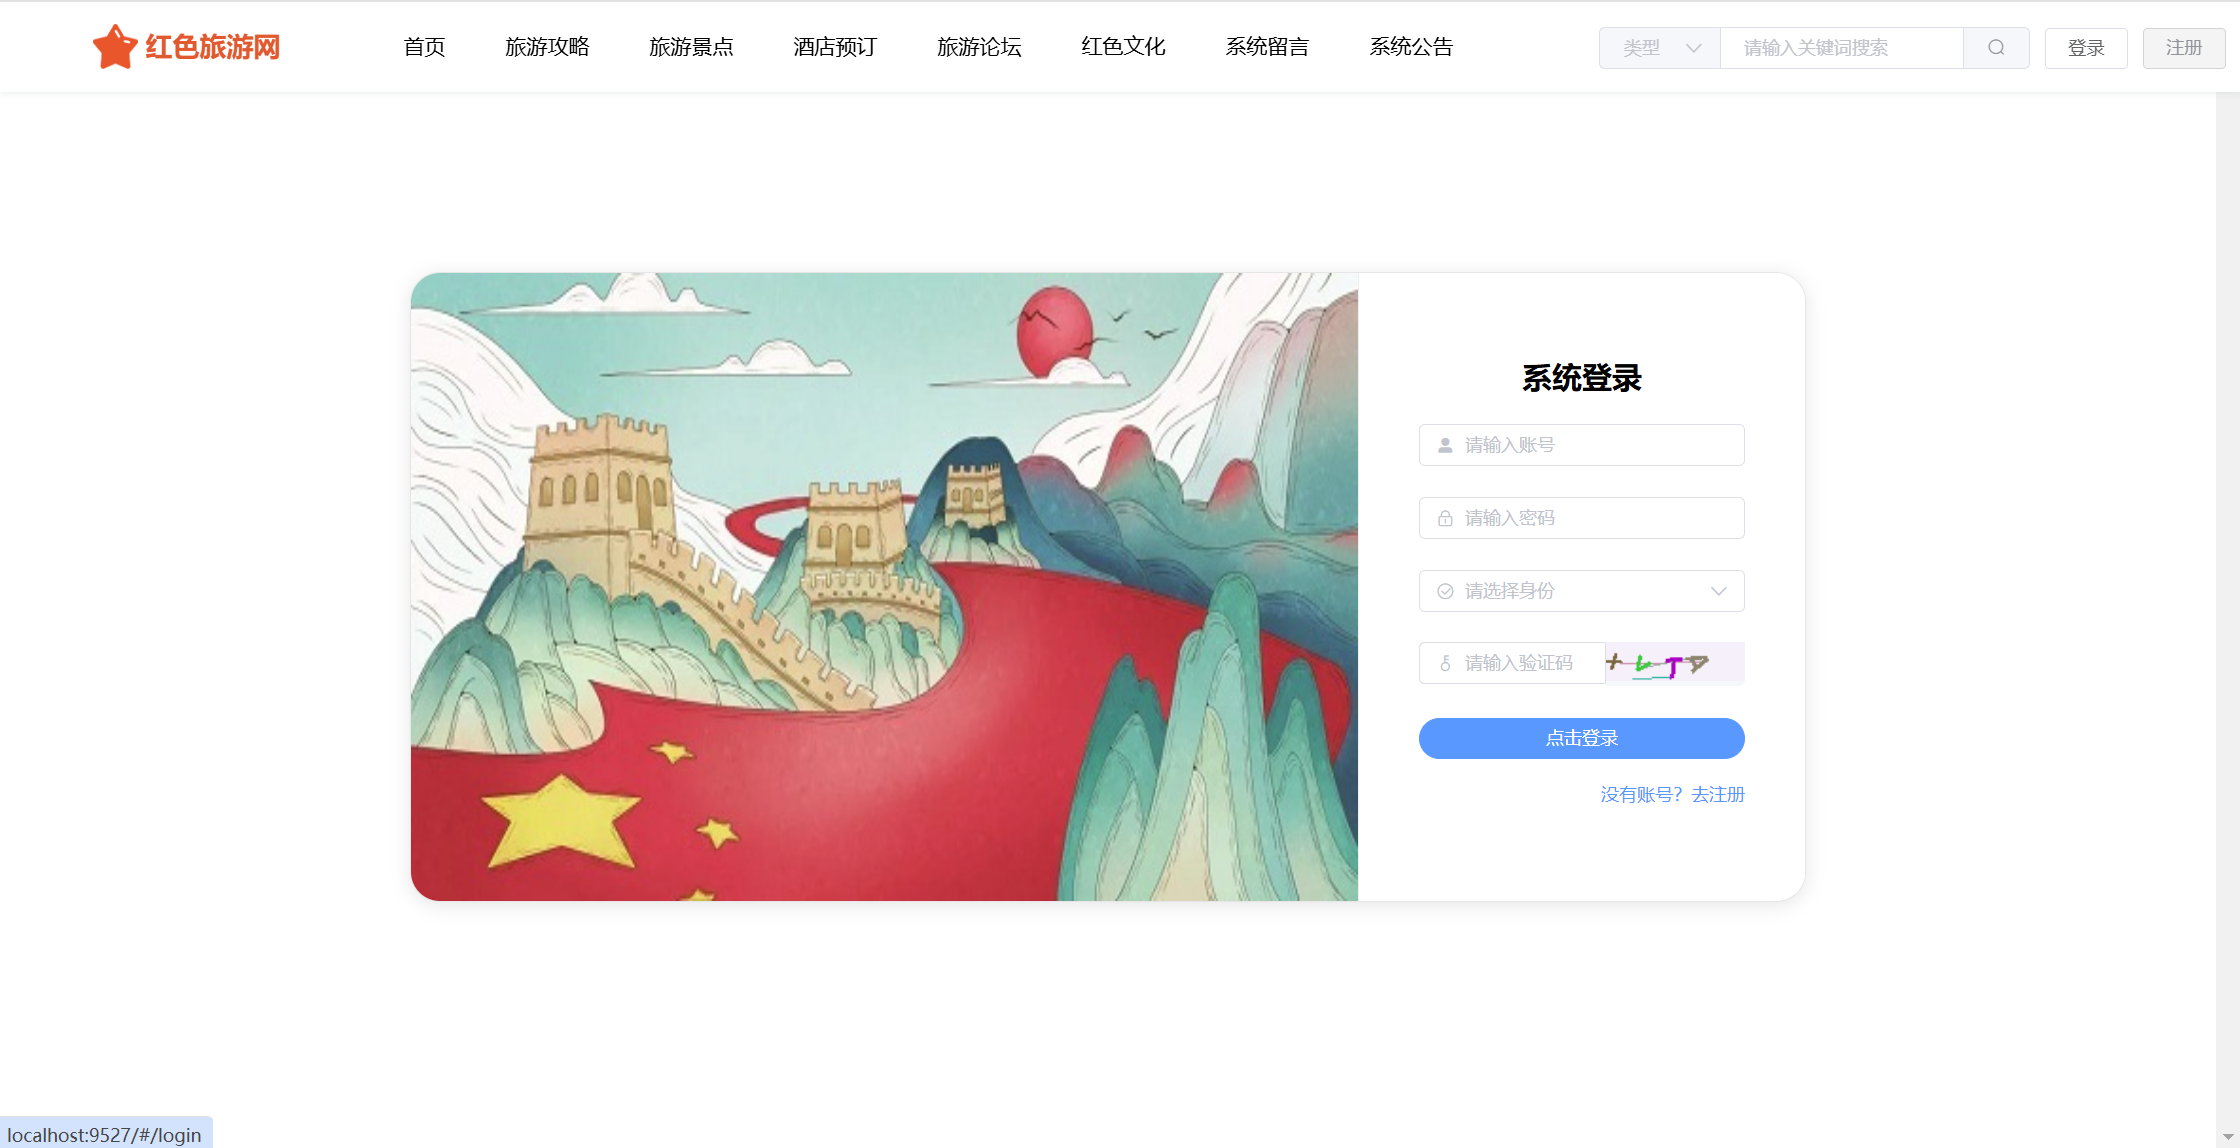 红色旅游网
首页 旅游攻略 旅游景点 酒店预订 旅游论坛 红色文化 系统留言 系统公告
类型 请输入关键词搜索 登录 注册
系统登录
请输入账号
请输入密码
请选择身份
请输入验证码
点击登录
没有账号？去注册
localhost:9527/#/login